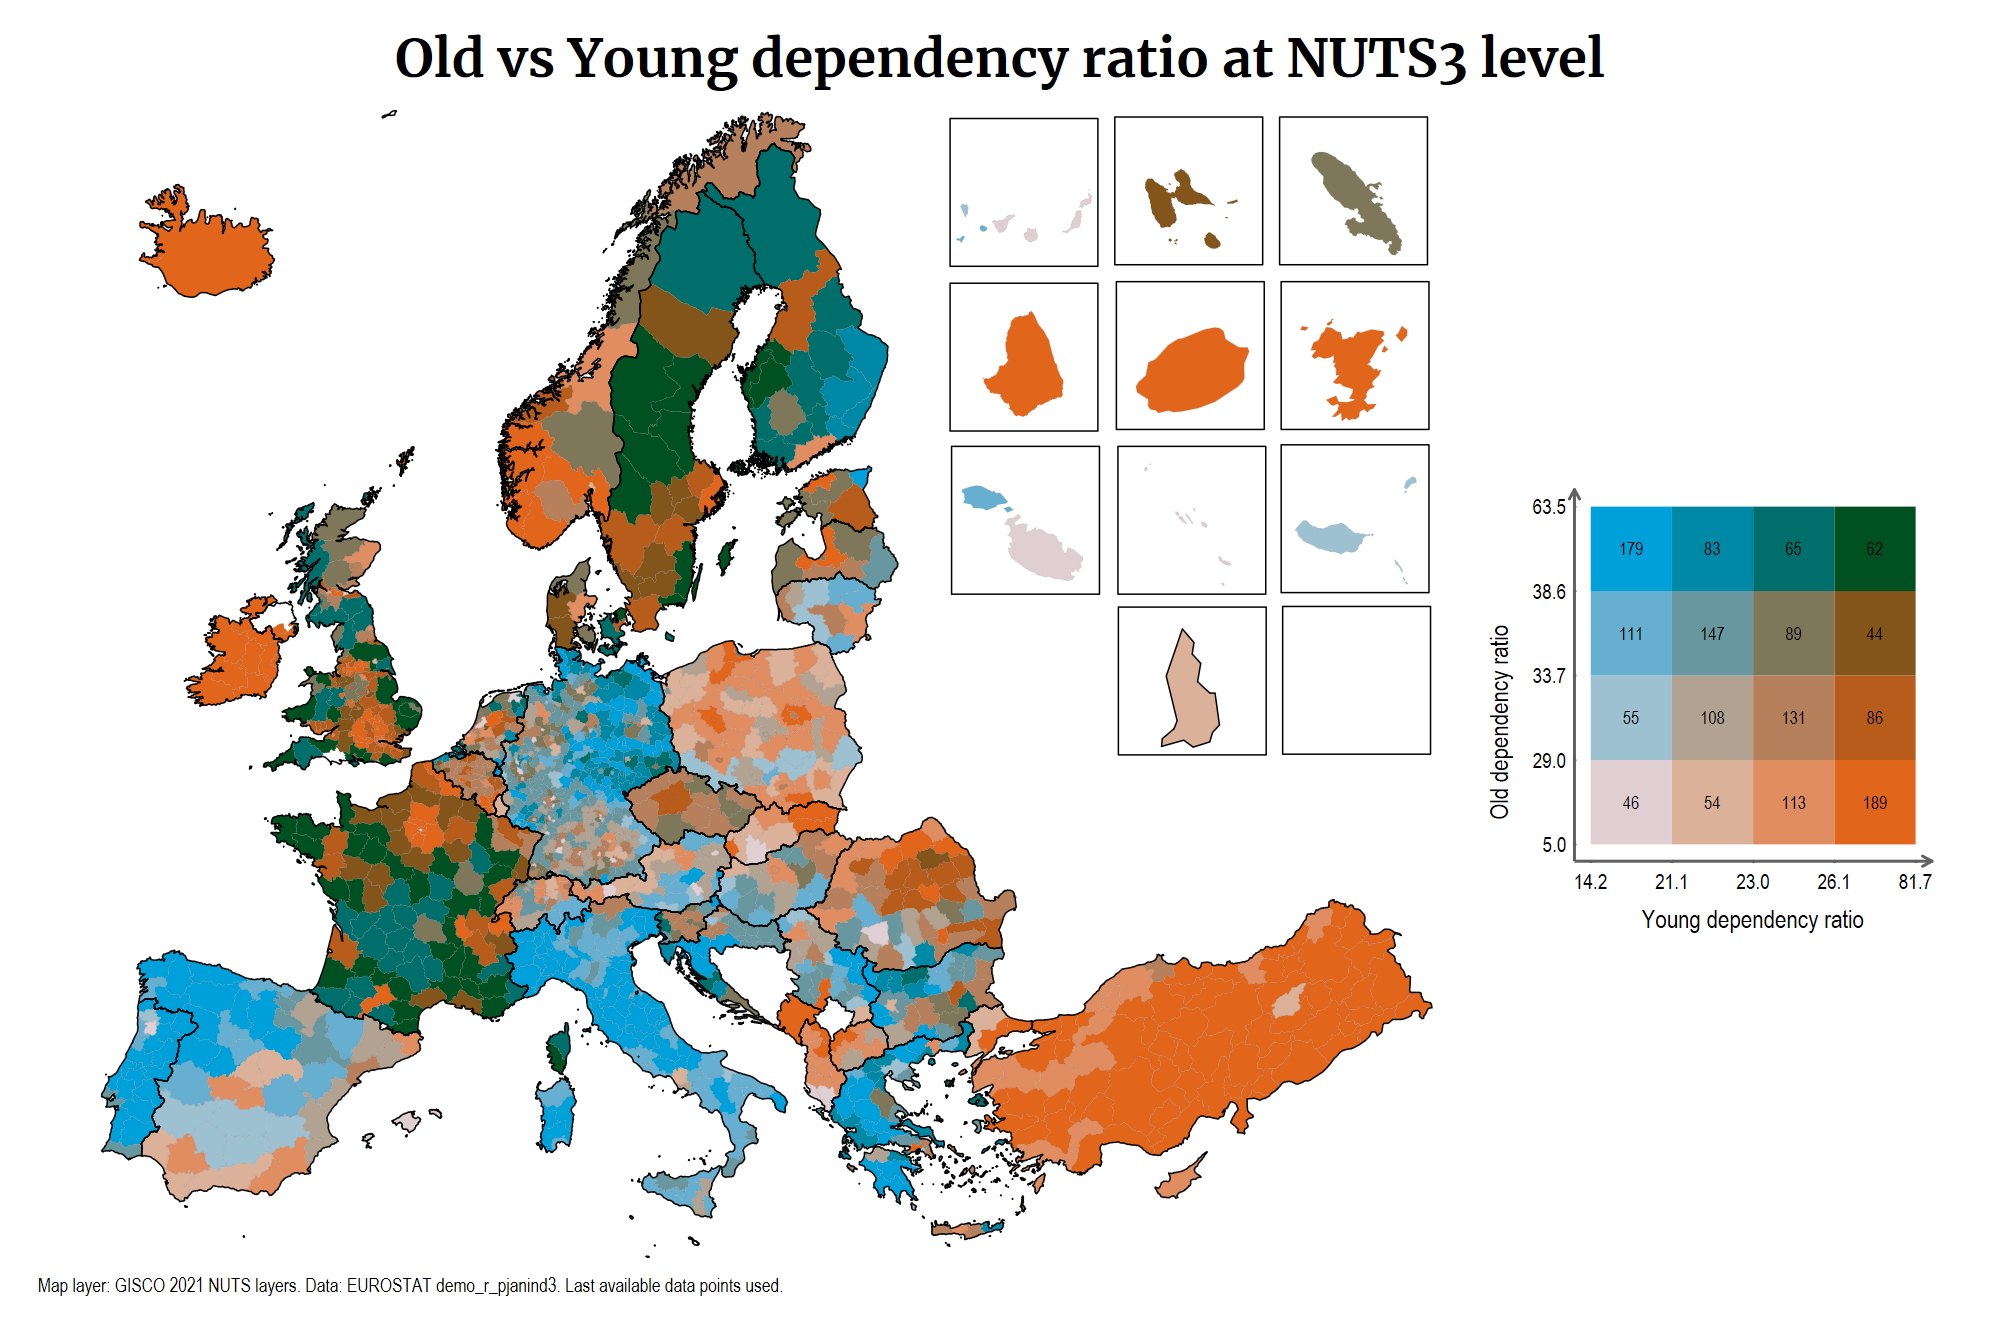 Old vs Young dependency ratio at NUTS3 level
63.5
179 83 65 62
38.6
111 147 89 44
33.7
55 108 131 86
29.0
46 54 113 189
5.0
14.2 21.1 23.0 26.1 81.7
Old dependency ratio
Young dependency ratio
Map layer: GISCO 2021 NUTS layers. Data: EUROSTAT demo_r_pjanind3. Last available data points used.